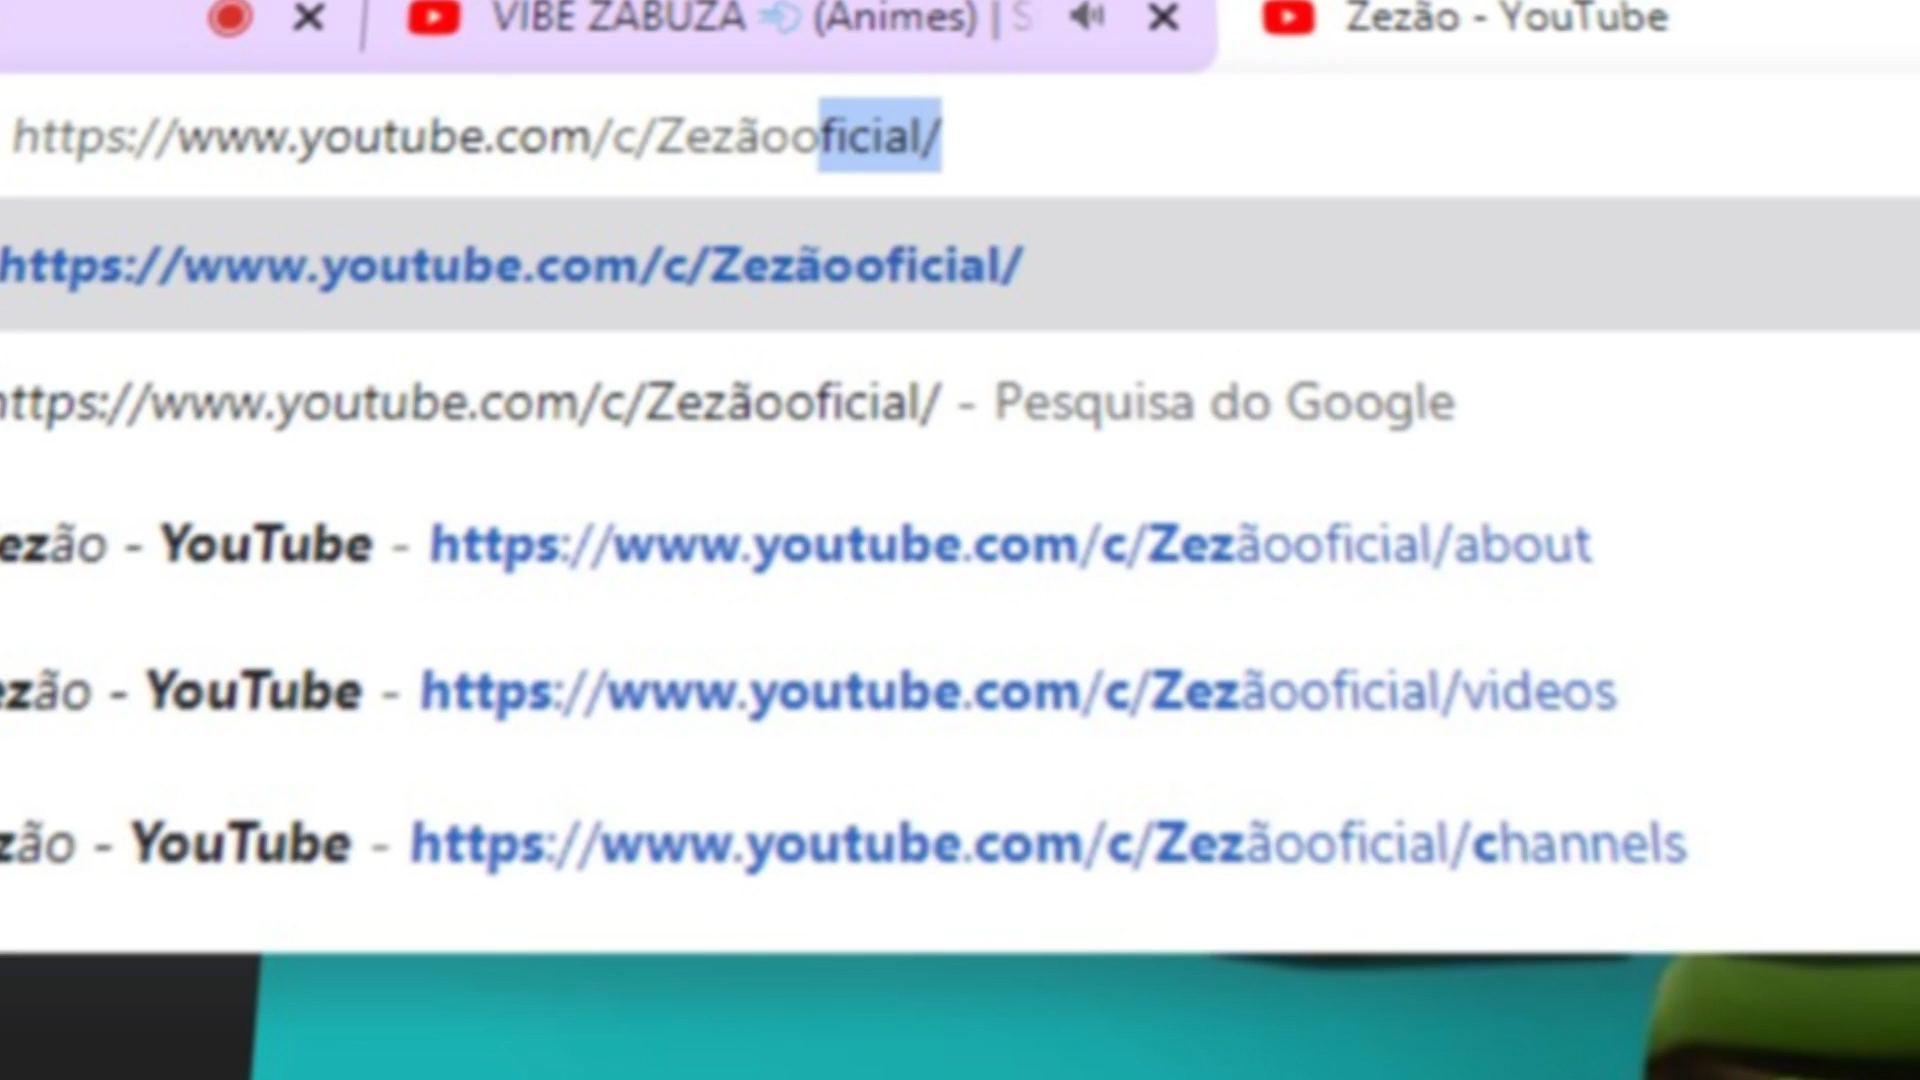 VIBE ZABUZA 💨 (Animes) | S
Zezão - YouTube
https://www.youtube.com/c/Zezãooficial/
https://www.youtube.com/c/Zezãooficial/
https://www.youtube.com/c/Zezãooficial/ - Pesquisa do Google
ezão - YouTube - https://www.youtube.com/c/Zezãooficial/about
ezão - YouTube - https://www.youtube.com/c/Zezãooficial/videos
zão - YouTube - https://www.youtube.com/c/Zezãooficial/channels